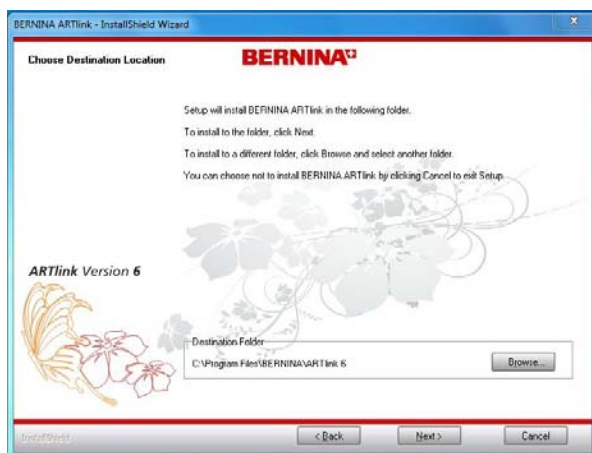 BERNINA ARTlink - InstallShield Wizard
x
Choose Destination Location
BERNINA
Setup will install BERNINA ARTlink in the following folder.
To install to the folder, click Next.
To install to a different folder, click Browse and select another folder.
You can choose not to install BERNINA ARTlink by clicking Cancel to exit Setup.
ARTlink Version 6
Destination Folder
C:\Program Files\BERNINA\ARTlink 6
Browse...
InstallShield
< Back
Next >
Cancel